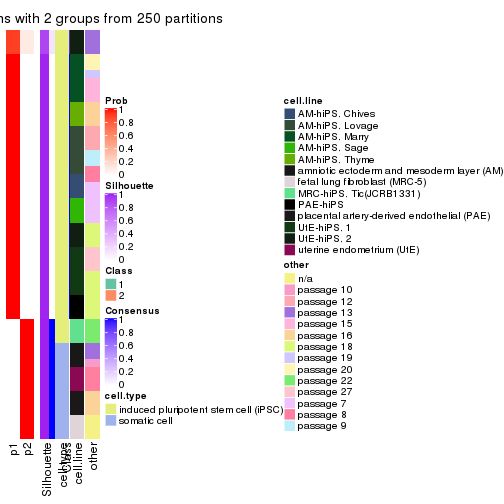 ns with 2 groups from 250 partitions
Prob
1
0.8
0.6
0.4
0.2
0
Silhouette
1
0.8
0.6
0.4
0.2
0
Class
1
2
Consensus
1
0.8
0.6
0.4
0.2
0
cell.type
induced pluripotent stem cell (iPSC)
somatic cell
cell.line
AM-hiPS. Chives
AM-hiPS. Lovage
AM-hiPS. Marry
AM-hiPS. Sage
AM-hiPS. Thyme
amniotic ectoderm and mesoderm layer (AM)
fetal lung fibroblast (MRC-5)
MRC-hiPS. Tic(JCRB1331)
PAE-hiPS
placental artery-derived endothelial (PAE)
UtE-hiPS. 1
UtE-hiPS. 2
uterine endometrium (UtE)
other
n/a
passage 10
passage 12
passage 13
passage 15
passage 16
passage 18
passage 19
passage 20
passage 22
passage 27
passage 7
passage 8
passage 9
p1
p2
Silhouette
Class
cell.type
cell.line
other